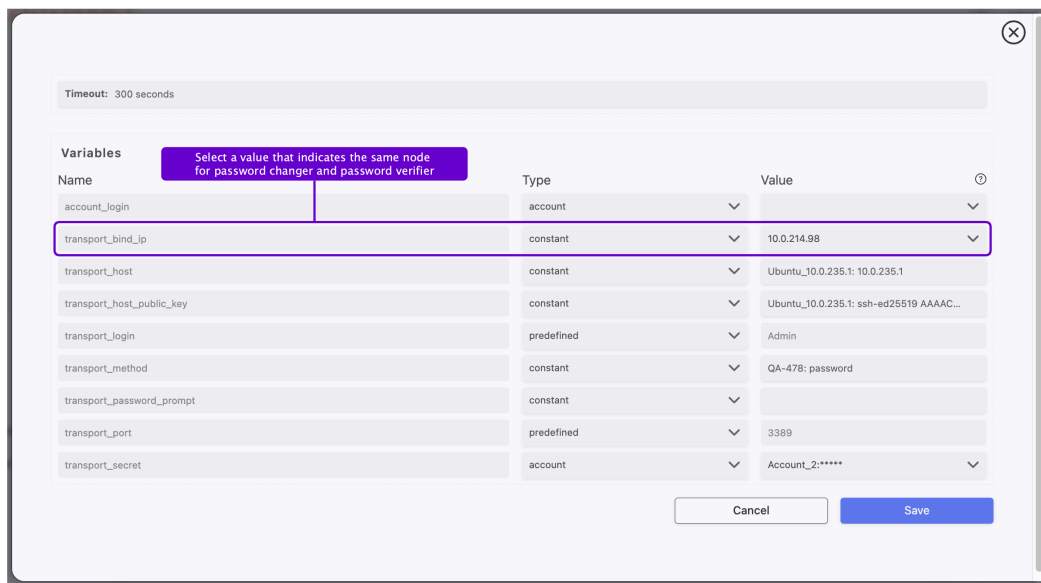 Timeout: 300 seconds
Variables
Select a value that indicates the same node
for password changer and password verifier
Name Type Value ?
account_login account
transport_bind_ip constant 10.0.214.98
transport_host constant Ubuntu_10.0.235.1: 10.0.235.1
transport_host_public_key constant Ubuntu_10.0.235.1: ssh-ed25519 AAAAC...
transport_login predefined Admin
transport_method constant QA-478: password
transport_password_prompt constant
transport_port predefined 3389
transport_secret account Account_2:*****
Cancel Save